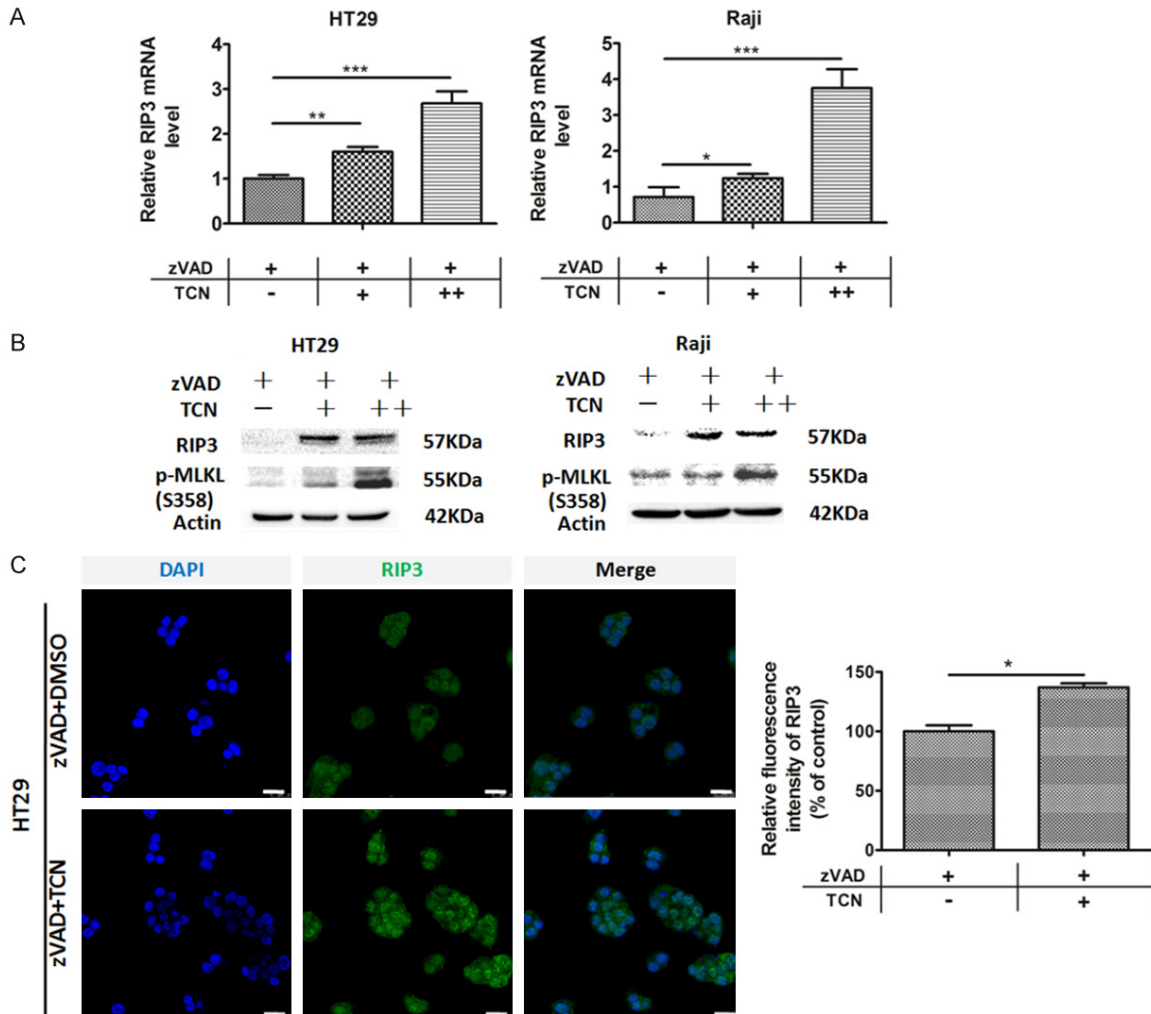 A
HT29
Relative RIP3 mRNA
level
4
3
2
1
0
**
***
zVAD + + +
TCN - + ++
Raji
Relative RIP3 mRNA
level
5
4
3
2
1
0
*
***
zVAD + + +
TCN - + ++
B
HT29
zVAD + + +
TCN — + ++
RIP3 57KDa
p-MLKL 55KDa
(S358)
Actin 42KDa
Raji
zVAD + + +
TCN — + ++
RIP3 57KDa
p-MLKL 55KDa
(S358)
Actin 42KDa
C
DAPI RIP3 Merge
HT29
zVAD+DMSO
zVAD+TCN
Relative fluorescence
intensity of RIP3
(% of control)
150
100
50
0
*
zVAD + +
TCN - +